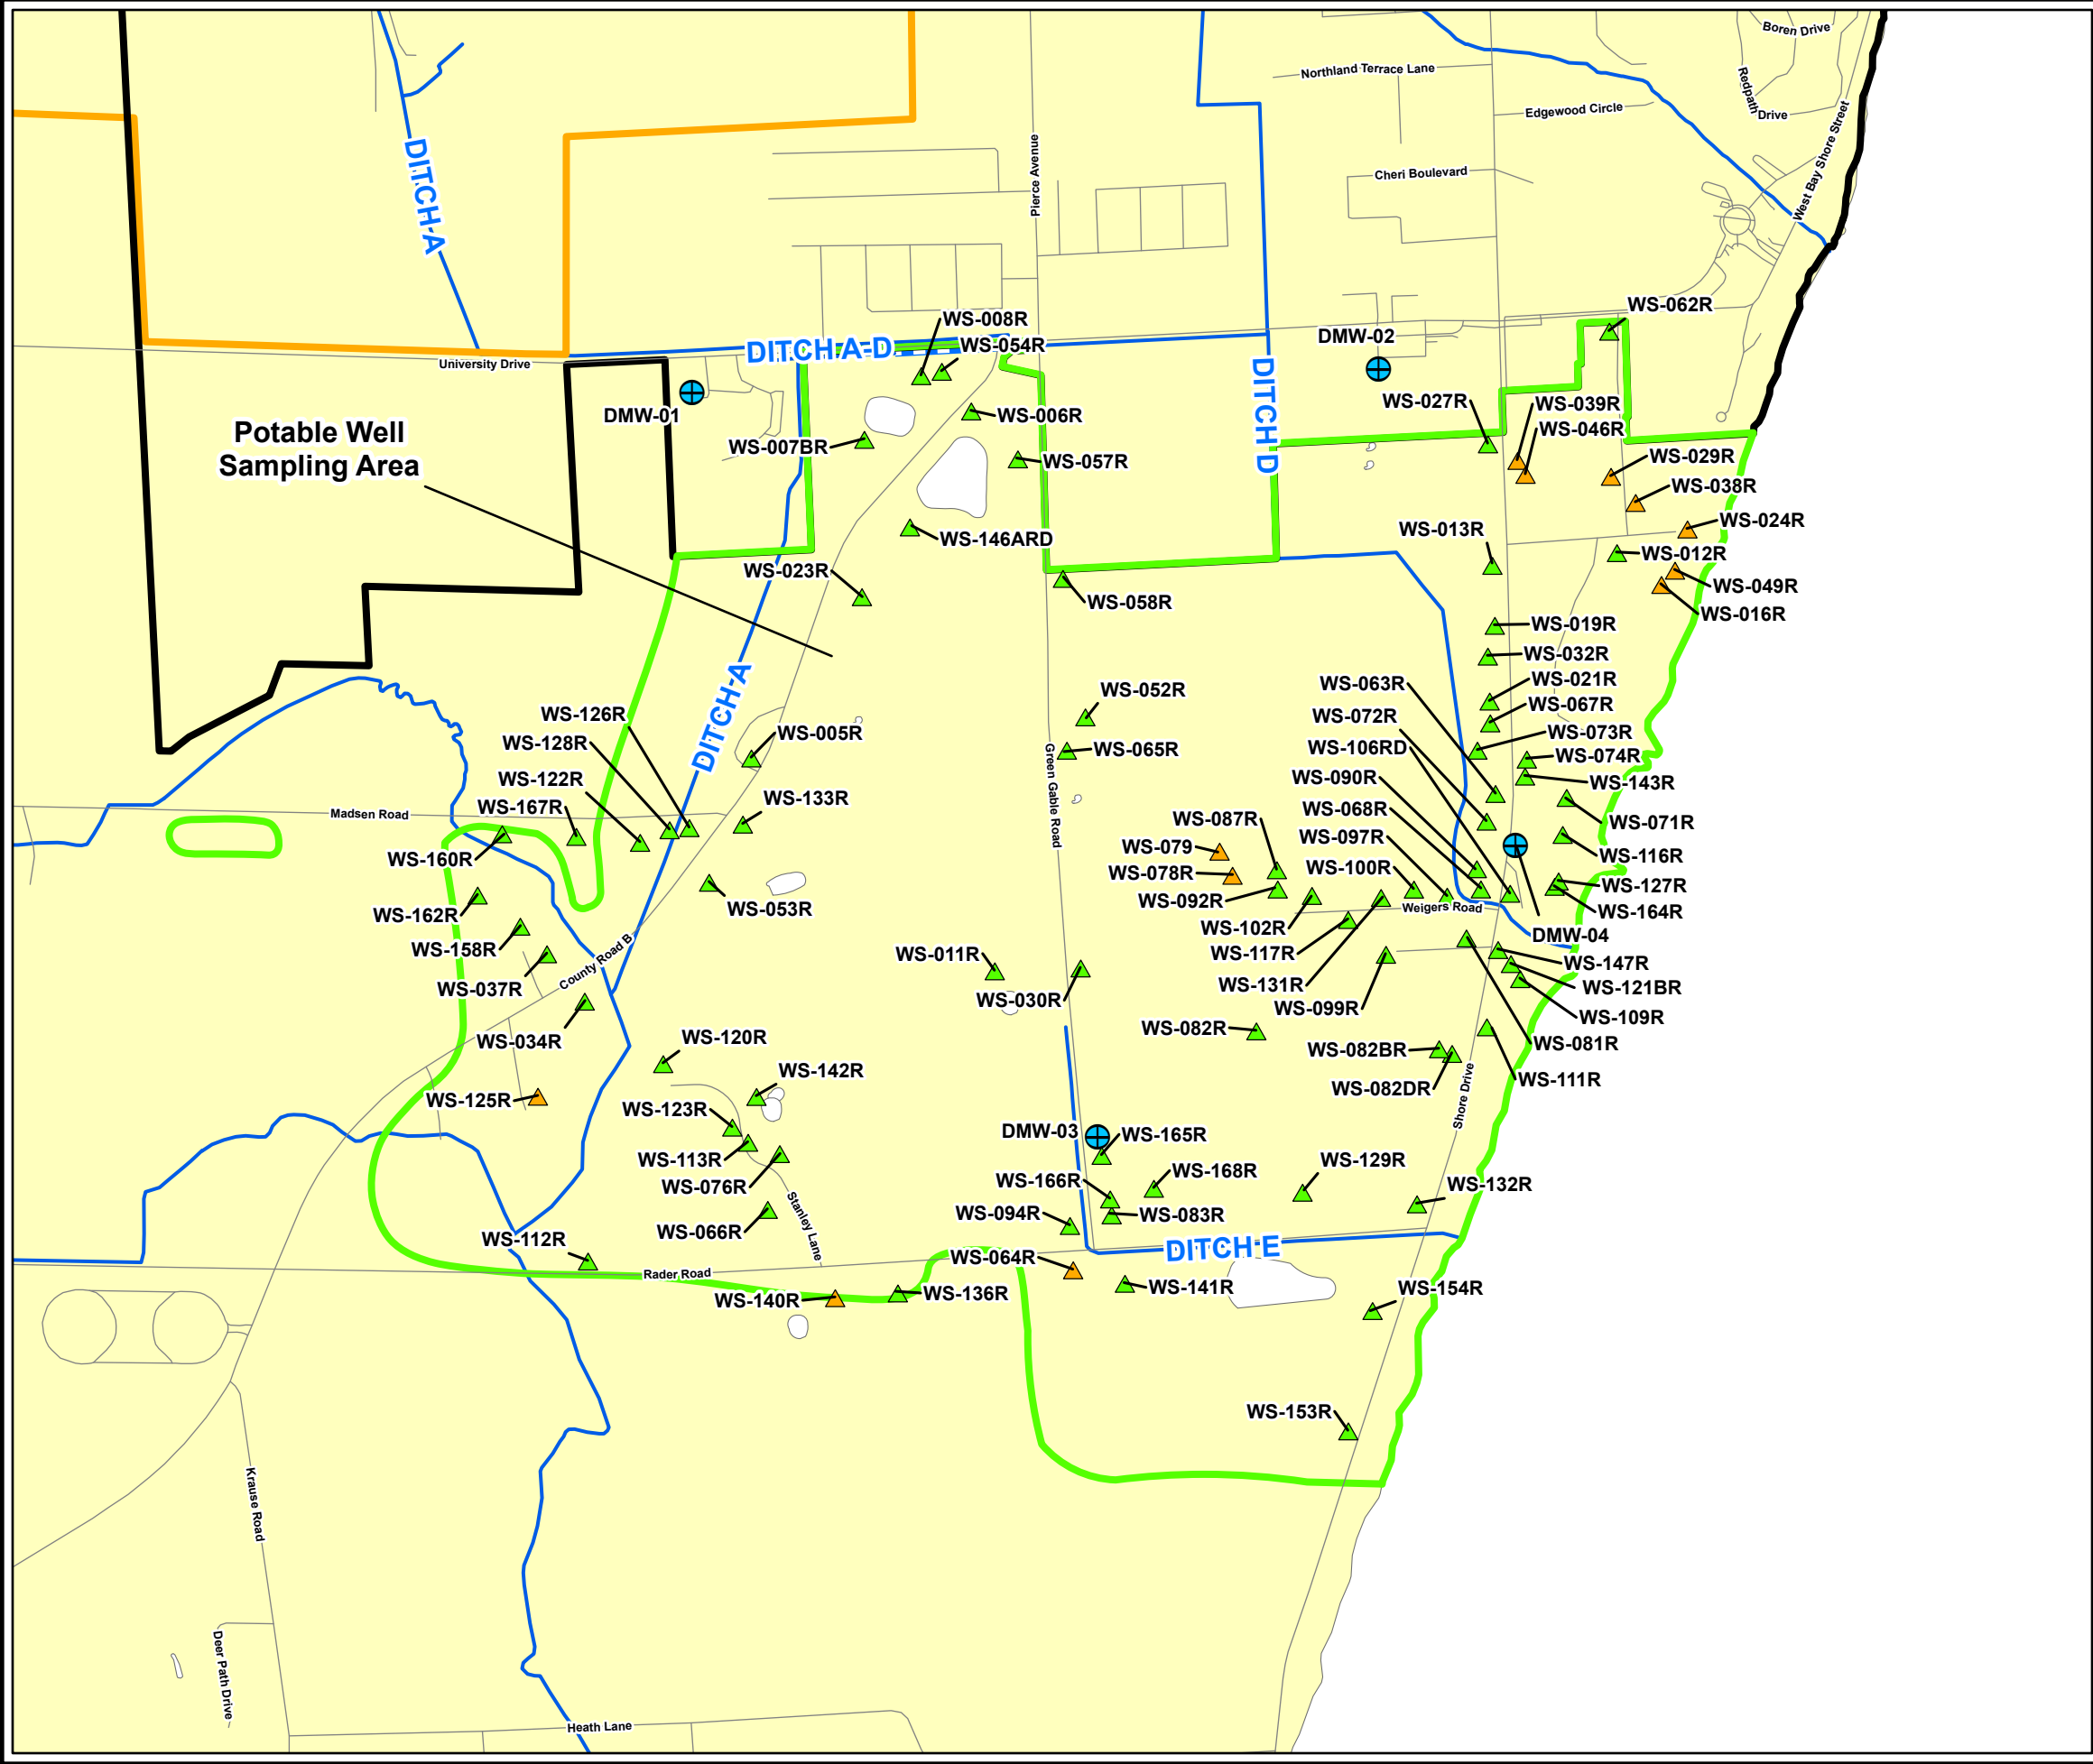 Boren Drive
Northland Terrace Lane
Redpath
Drive
Edgewood Circle
West Bay Shore Street
Pierce Avenue
DITCH A
Cheri Boulevard
WS-062R
WS-008R
DITCH A-D
WS-054R
DMW-02
University Drive
DITCH D
WS-027R
WS-039R
DMW-01
WS-006R
WS-046R
Potable Well
Sampling Area
WS-007BR
WS-057R
WS-029R
WS-038R
WS-024R
WS-013R
WS-146ARD
WS-012R
WS-023R
WS-049R
WS-058R
WS-016R
WS-019R
WS-032R
DITCH A
WS-063R
WS-021R
WS-052R
WS-067R
WS-126R
WS-072R
WS-005R
WS-073R
WS-128R
WS-065R
WS-106RD
WS-074R
Green Gable Road
WS-122R
WS-090R
WS-143R
WS-133R
WS-167R
WS-068R
Madsen Road
WS-087R
WS-071R
WS-097R
WS-079
WS-160R
WS-116R
WS-100R
WS-078R
WS-127R
WS-092R
Weigers Road
WS-053R
WS-162R
WS-164R
WS-102R
DMW-04
WS-158R
WS-117R
WS-011R
County Road B
WS-147R
WS-131R
WS-037R
WS-121BR
WS-030R
WS-099R
WS-109R
WS-082R
WS-120R
WS-034R
WS-081R
WS-082BR
WS-142R
WS-111R
WS-082DR
WS-125R
Shore Drive
WS-123R
DMW-03
WS-165R
WS-113R
WS-129R
WS-168R
WS-076R
WS-166R
WS-132R
Stanley Lane
WS-094R
WS-083R
WS-066R
WS-112R
DITCH E
WS-064R
Rader Road
WS-141R
WS-154R
WS-136R
WS-140R
WS-153R
Krause Road
Deer Path Drive
Heath Lane